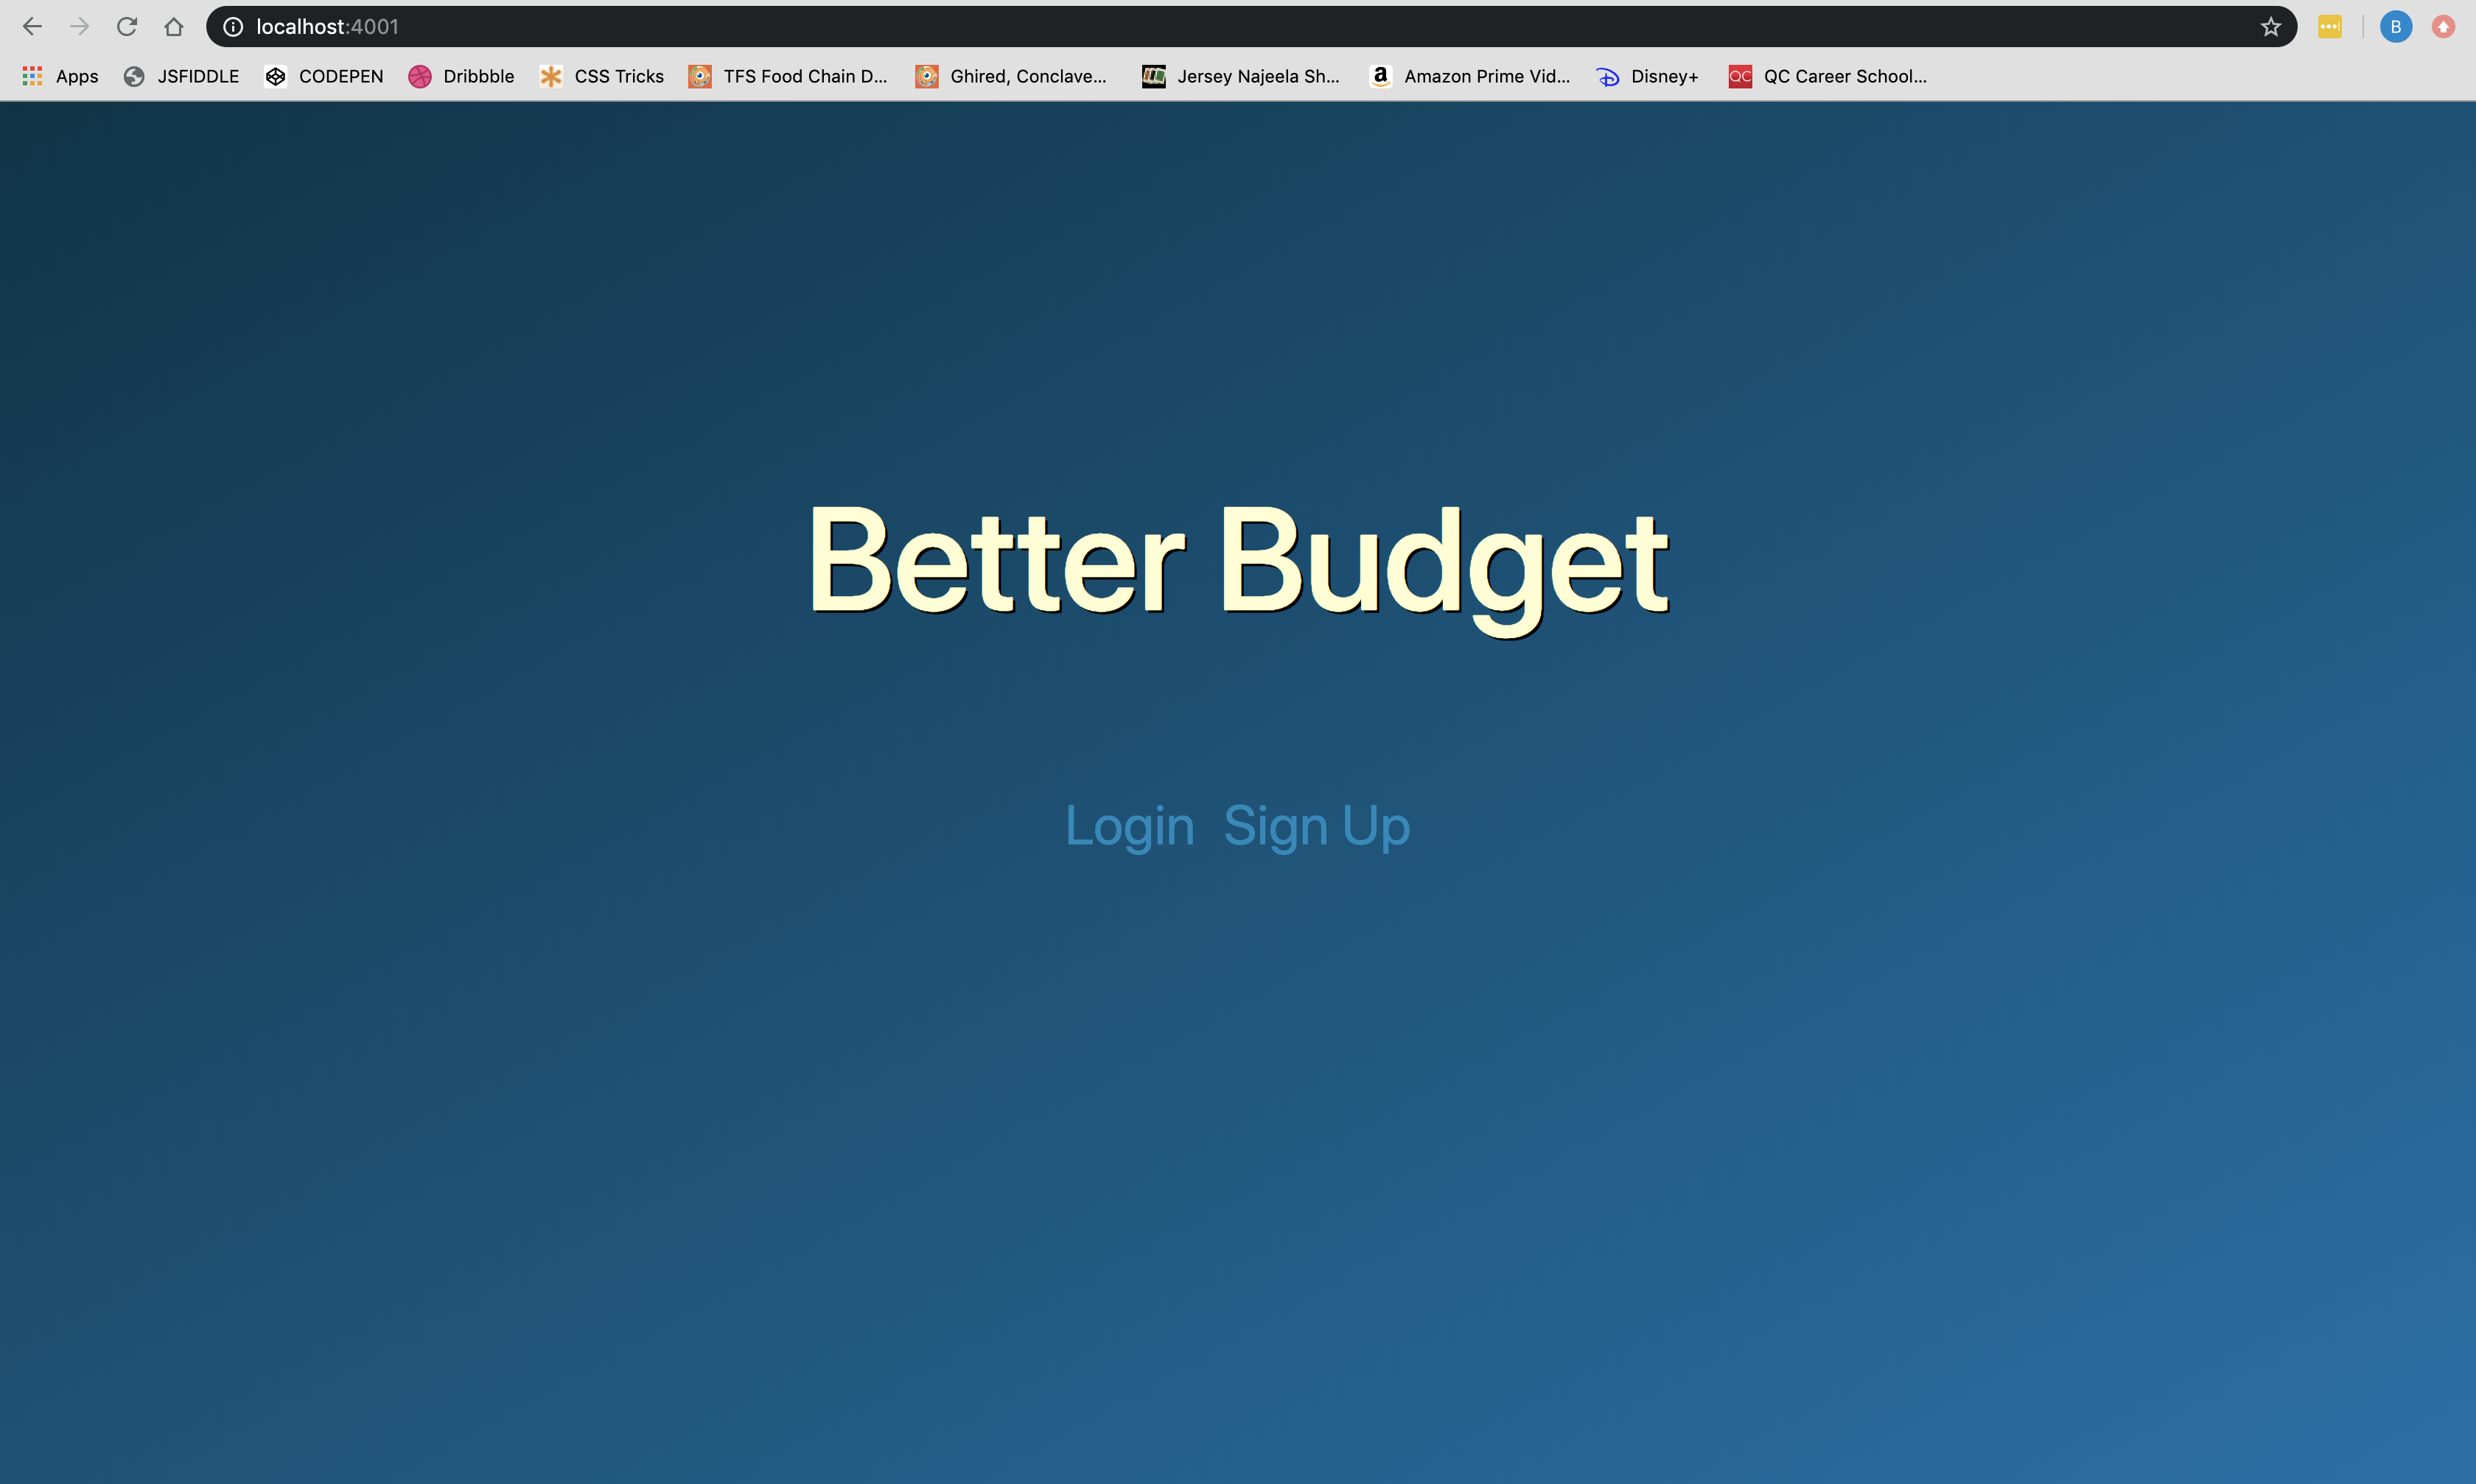 localhost:4001
B
Apps JSFIDDLE CODEPEN Dribbble CSS Tricks TFS Food Chain D... Ghired, Conclave... Jersey Najeela Sh... a Amazon Prime Vid... Disney+ QC QC Career School...
Better Budget
Login Sign Up